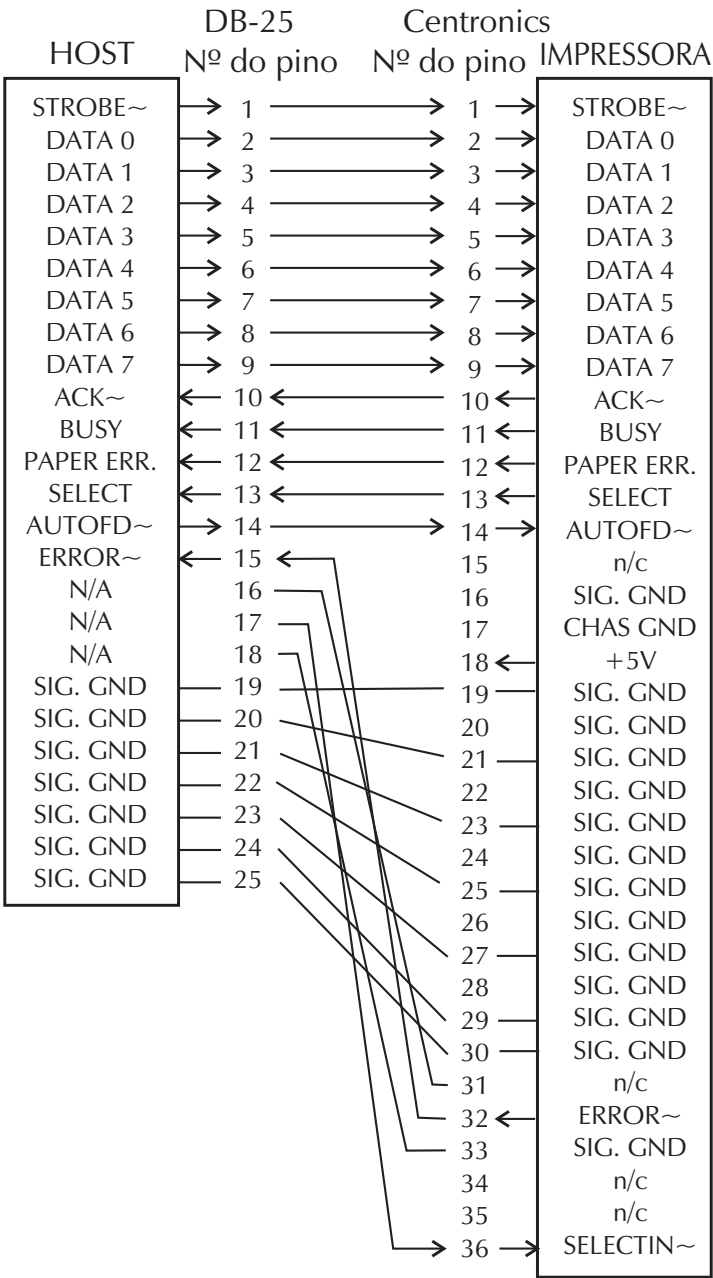 DB-25 Centronics
HOST Nº do pino Nº do pino IMPRESSORA
STROBE~ 1 1 STROBE~
DATA 0 2 2 DATA 0
DATA 1 3 3 DATA 1
DATA 2 4 4 DATA 2
DATA 3 5 5 DATA 3
DATA 4 6 6 DATA 4
DATA 5 7 7 DATA 5
DATA 6 8 8 DATA 6
DATA 7 9 9 DATA 7
ACK~ 10 10 ACK~
BUSY 11 11 BUSY
PAPER ERR. 12 12 PAPER ERR.
SELECT 13 13 SELECT
AUTOFD~ 14 14 AUTOFD~
ERROR~ 15 15 n/c
N/A 16 16 SIG. GND
N/A 17 17 CHAS GND
N/A 18 18 +5V
SIG. GND 19 19 SIG. GND
SIG. GND 20 20 SIG. GND
SIG. GND 21 21 SIG. GND
SIG. GND 22 22 SIG. GND
SIG. GND 23 23 SIG. GND
SIG. GND 24 24 SIG. GND
SIG. GND 25 25 SIG. GND
26 SIG. GND
27 SIG. GND
28 SIG. GND
29 SIG. GND
30 SIG. GND
31 n/c
32 ERROR~
33 SIG. GND
34 n/c
35 n/c
36 SELECTIN~